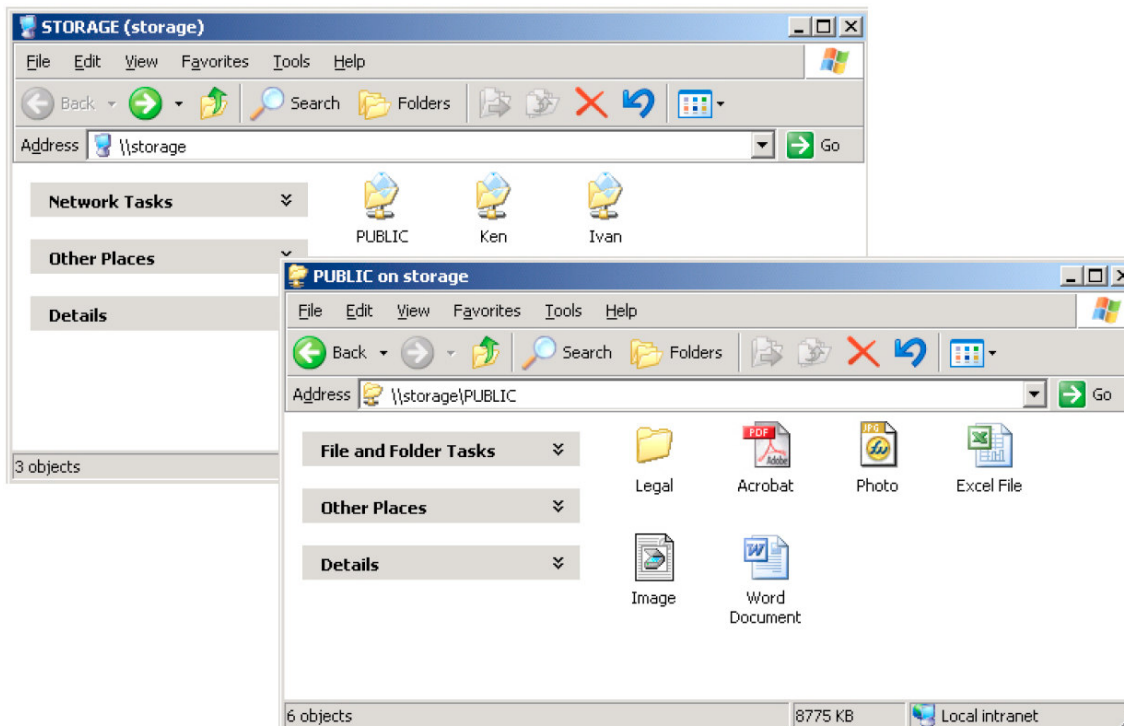 STORAGE (storage)
File Edit View Favorites Tools Help
Back Search Folders
Address \\storage Go
Network Tasks
Other Places
Details
PUBLIC Ken Ivan
3 objects
PUBLIC on storage
File Edit View Favorites Tools Help
Back Search Folders
Address \\storage\PUBLIC Go
File and Folder Tasks
Other Places
Details
PDF Adobe JPG
Legal Acrobat Photo Excel File
Image Word
Document
6 objects 8775 KB Local intranet